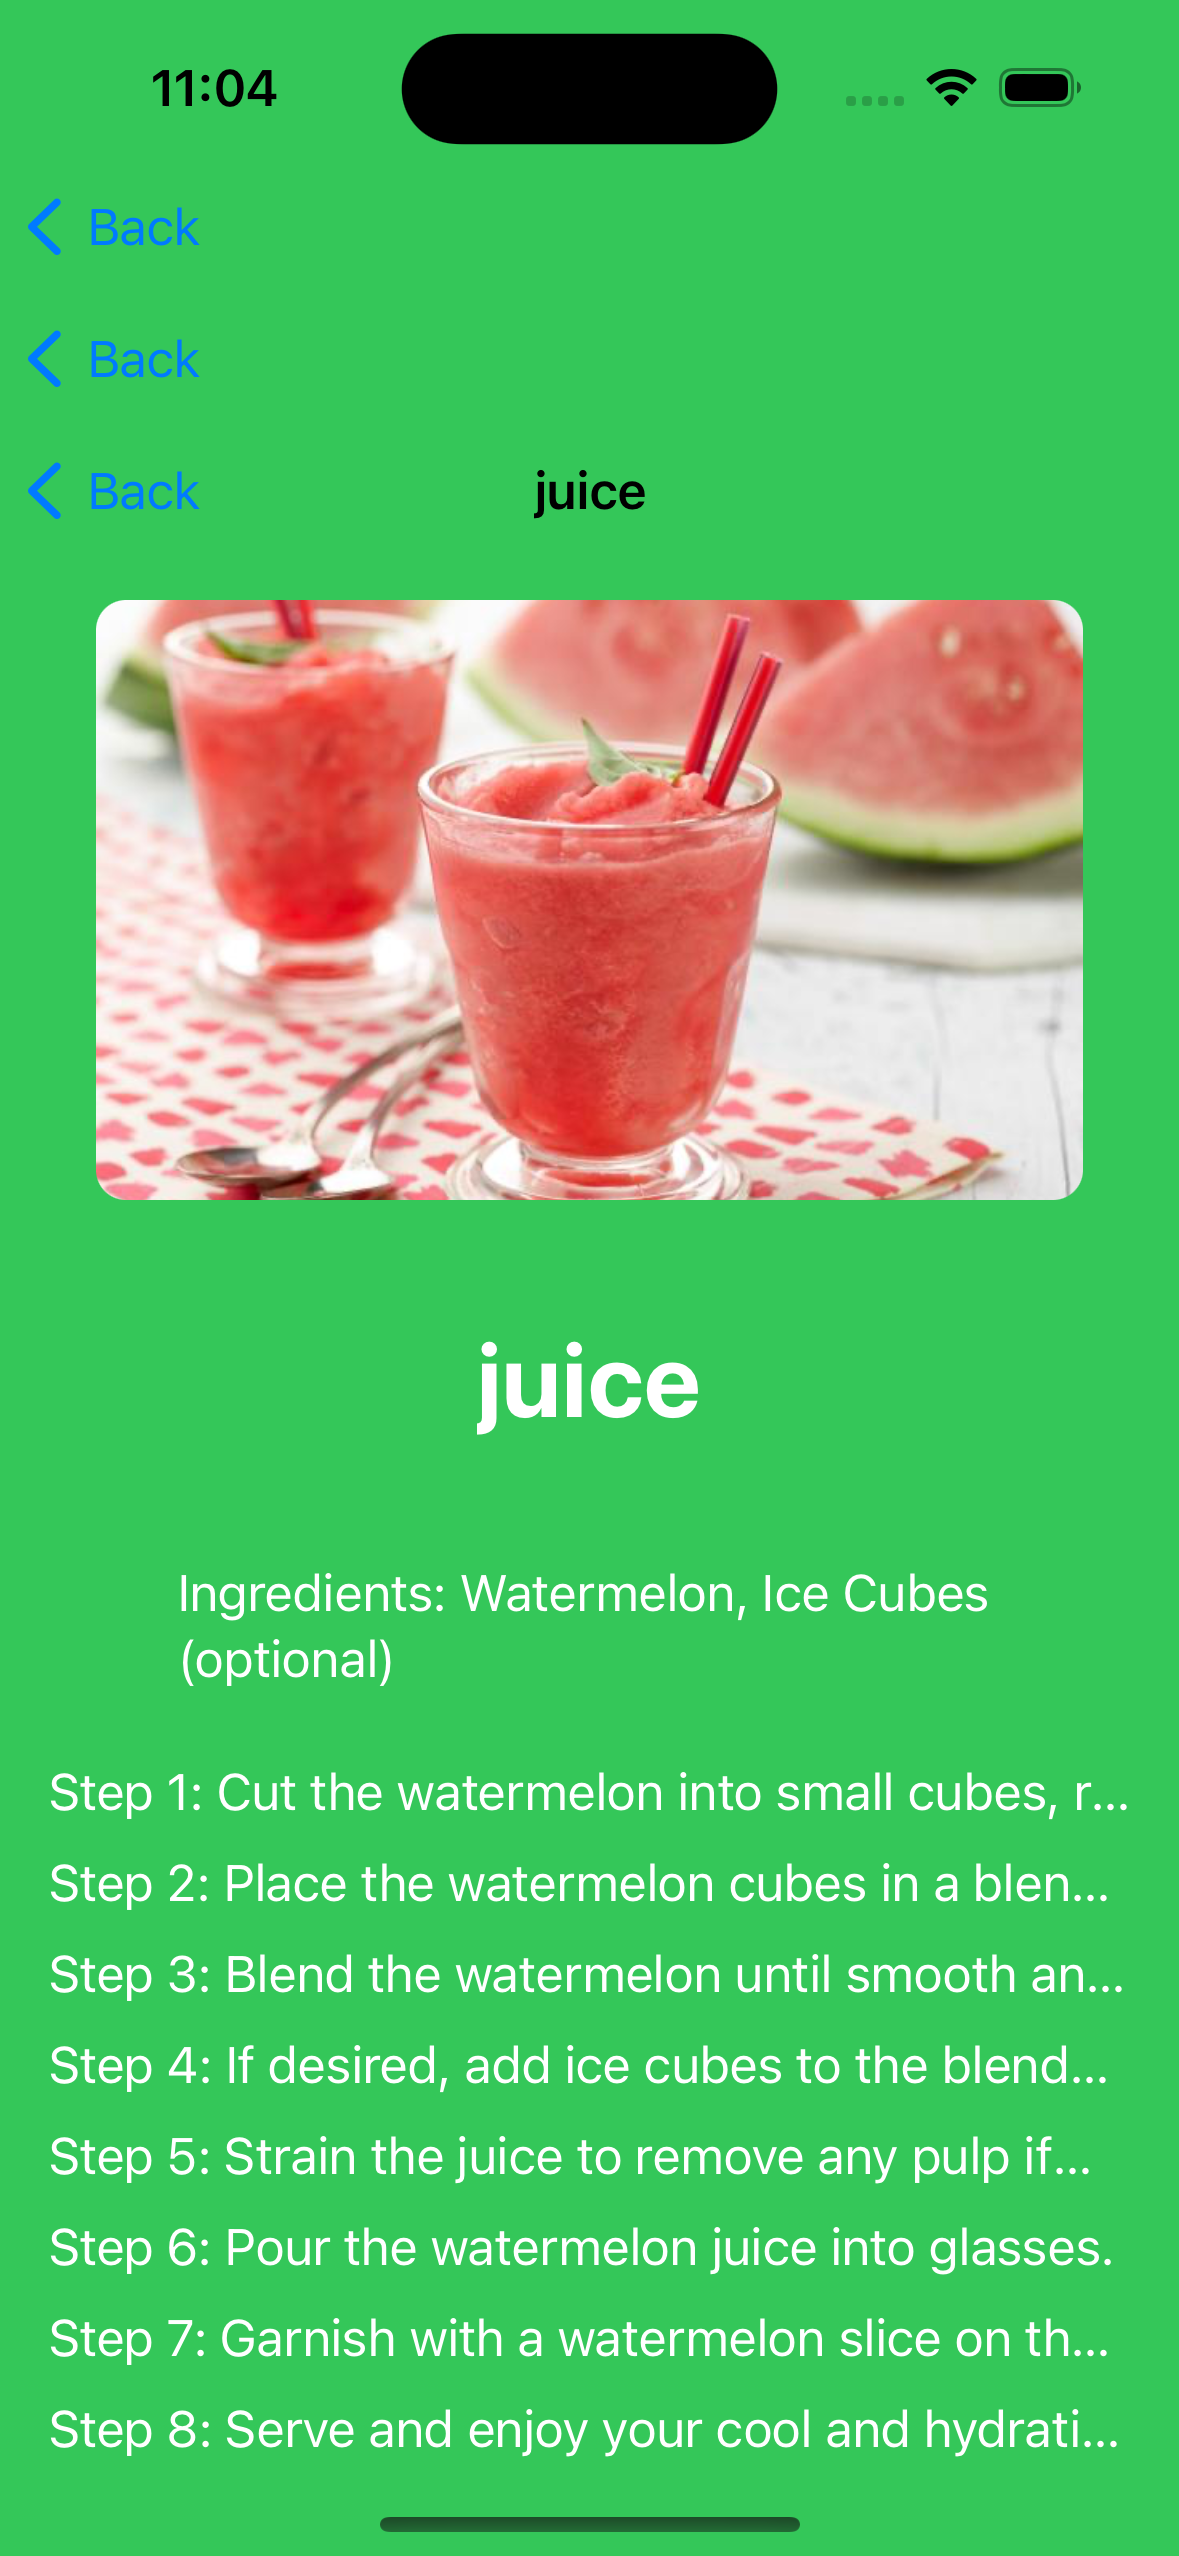 11:04
Back
Back
Back
juice
juice
Ingredients: Watermelon, Ice Cubes
(optional)
Step 1: Cut the watermelon into small cubes, r...
Step 2: Place the watermelon cubes in a blen...
Step 3: Blend the watermelon until smooth an...
Step 4: If desired, add ice cubes to the blend...
Step 5: Strain the juice to remove any pulp if...
Step 6: Pour the watermelon juice into glasses.
Step 7: Garnish with a watermelon slice on th...
Step 8: Serve and enjoy your cool and hydrati...